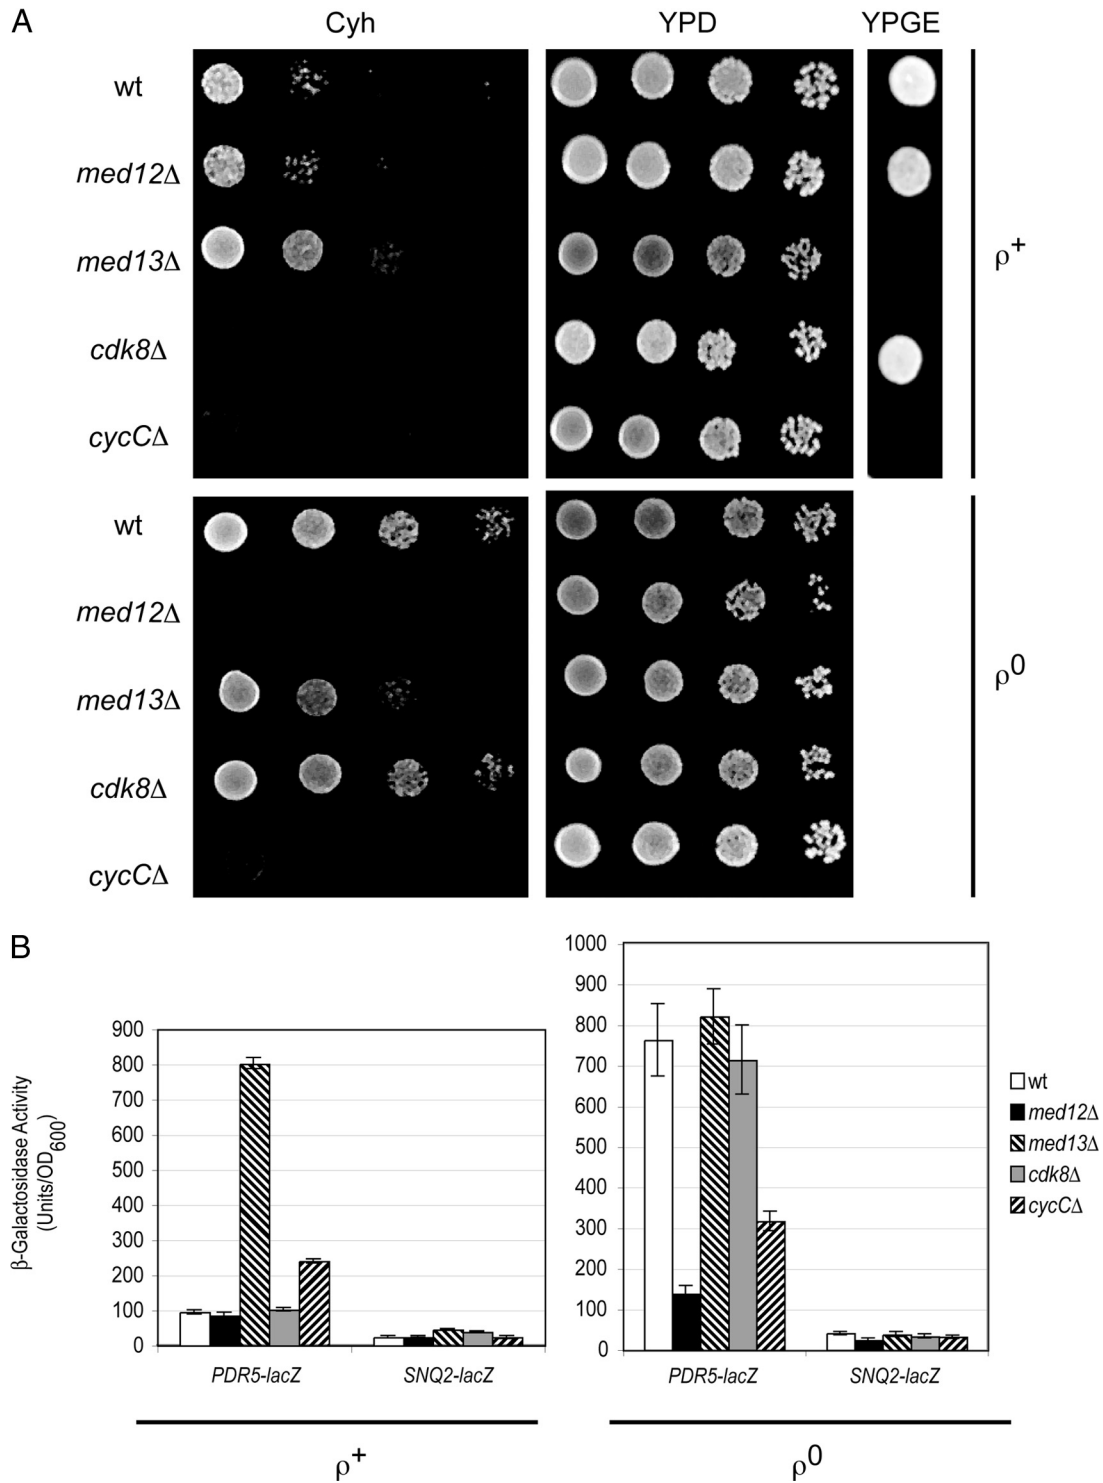 A
Cyh YPD YPGE
wt
med12Δ
med13Δ
cdk8Δ
cycCΔ
ρ+
wt
med12Δ
med13Δ
cdk8Δ
cycCΔ
ρ0
B
β-Galactosidase Activity
(Units/OD600)
900
800
700
600
500
400
300
200
100
0
PDR5-lacZ SNQ2-lacZ
ρ+
1000
900
800
700
600
500
400
300
200
100
0
PDR5-lacZ SNQ2-lacZ
ρ0
wt
med12Δ
med13Δ
cdk8Δ
cycCΔ